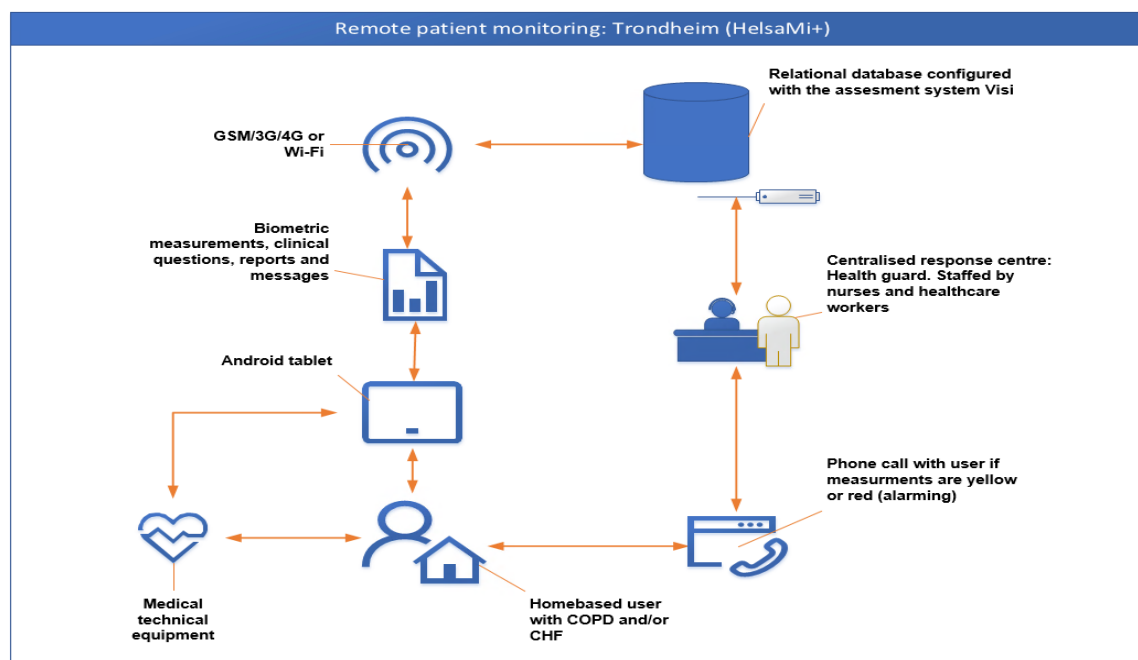 Remote patient monitoring: Trondheim (HelsaMi+)
Relational database configured
with the assesment system Visi
GSM/3G/4G or
Wi-Fi
Biometric
measurements, clinical
questions, reports and
messages
Centralised response centre:
Health guard. Staffed by
nurses and healthcare
workers
Android tablet
Phone call with user if
measurments are yellow
or red (alarming)
Medical
technical
equipment
Homebased user
with COPD and/or
CHF